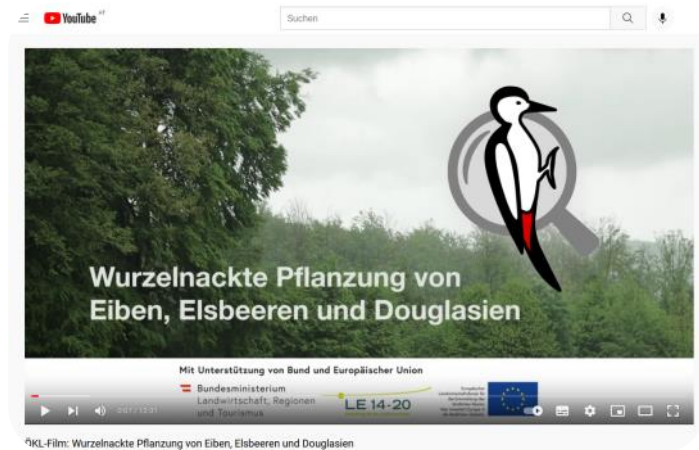 YouTube
Suchen
Wurzelnackte Pflanzung von
Eiben, Elsbeeren und Douglasien
Mit Unterstützung von Bund und Europäischer Union
Bundesministerium
Landwirtschaft, Regionen
und Tourismus
LE 14-20
ÖKL-Film: Wurzelnackte Pflanzung von Eiben, Elsbeeren und Douglasien